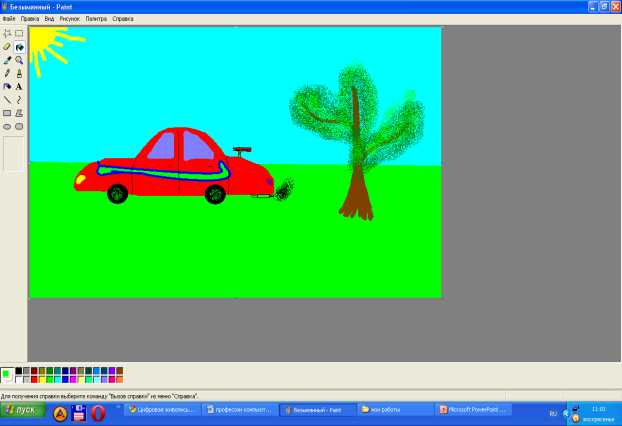 Безымянный - Paint
Файл Правка Вид Рисунок Палитра Справка
A
Для получения справки выберите команду "Вызов справки" из меню "Справка".
пуск
Цифровая живопись...
професси компьют...
Безымянный - Paint
мои работы
Microsoft PowerPoint ...
RU
11:01
воскресенье